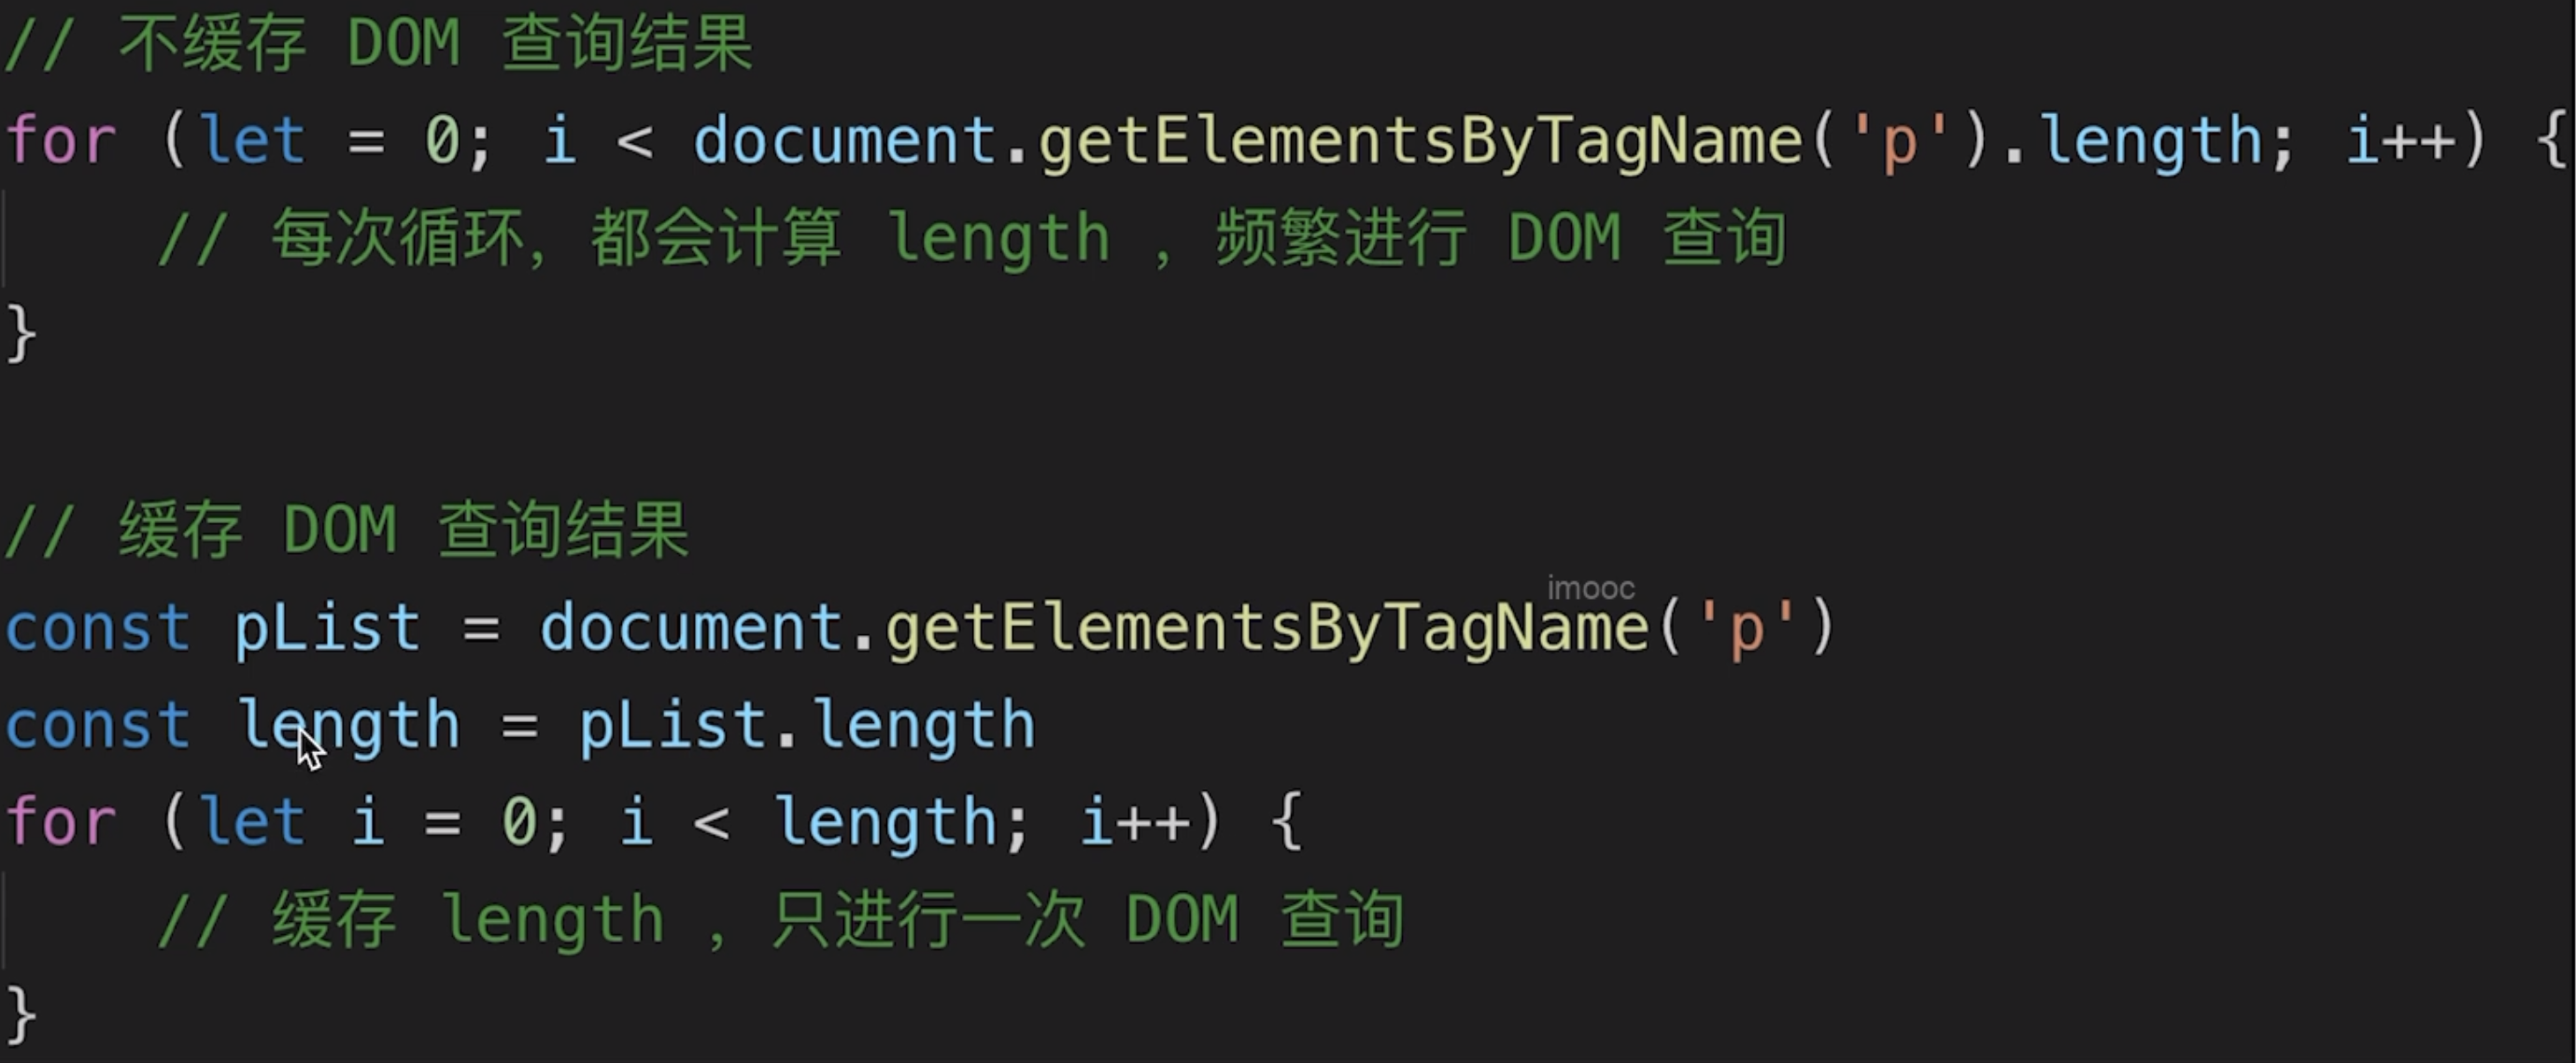 // 不缓存 DOM 查询结果
for (let = 0; i < document.getElementsByTagName('p').length; i++) {
    // 每次循环，都会计算 length ，频繁进行 DOM 查询
}
// 缓存 DOM 查询结果
imooc
const pList = document.getElementsByTagName('p')
const length = pList.length
for (let i = 0; i < length; i++) {
    // 缓存 length ，只进行一次 DOM 查询
}